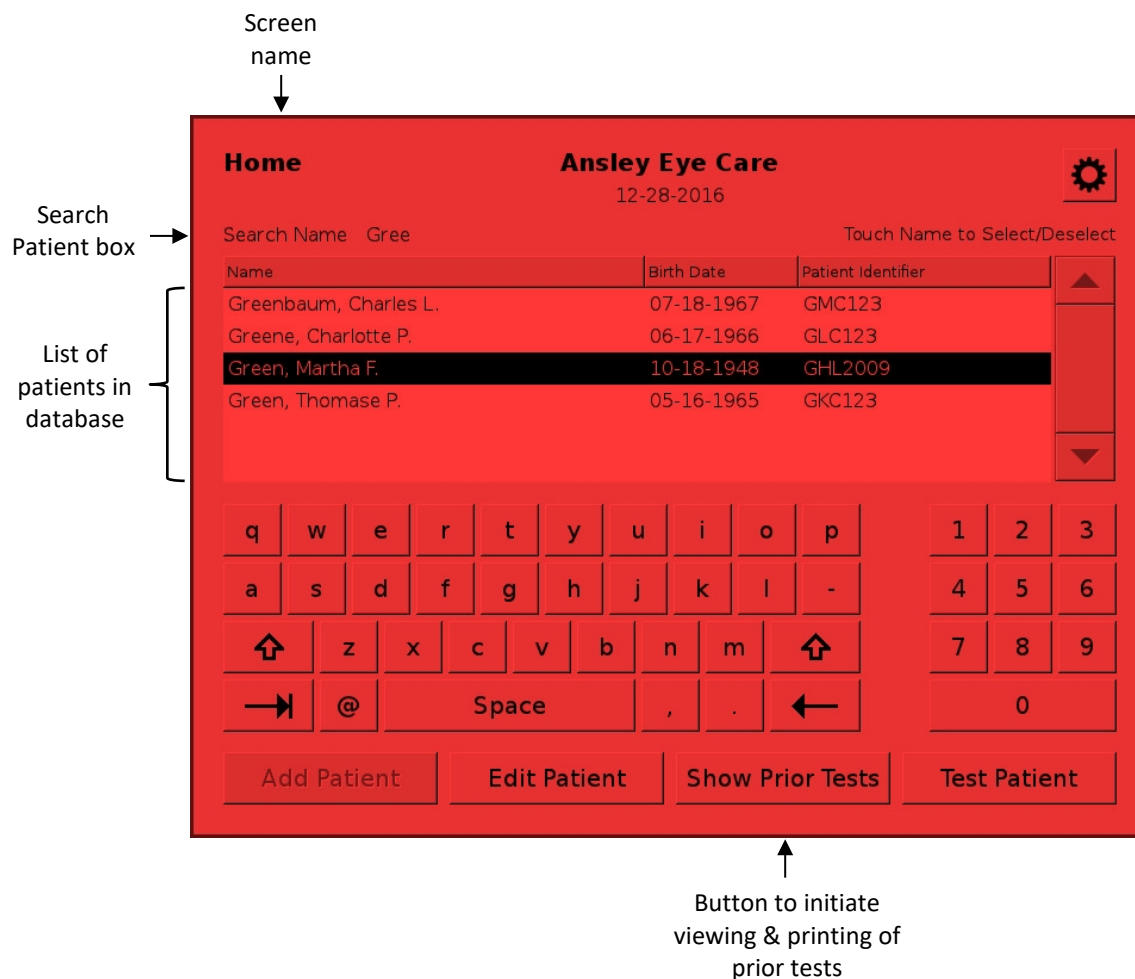 Screen
name
Home
Ansley Eye Care
12-28-2016
Search
Patient box
Search Name Gree
Touch Name to Select/Deselect
Name Birth Date Patient Identifier
Greenbaum, Charles L. 07-18-1967 GMC123
Greene, Charlotte P. 06-17-1966 GLC123
Green, Martha F. 10-18-1948 GHL2009
Green, Thomase P. 05-16-1965 GKC123
List of
patients in
database
q w e r t y u i o p 1 2 3
a s d f g h j k l - 4 5 6
z x c v b n m 7 8 9
@ Space , . 0
Add Patient Edit Patient Show Prior Tests Test Patient
Button to initiate
viewing & printing of
prior tests